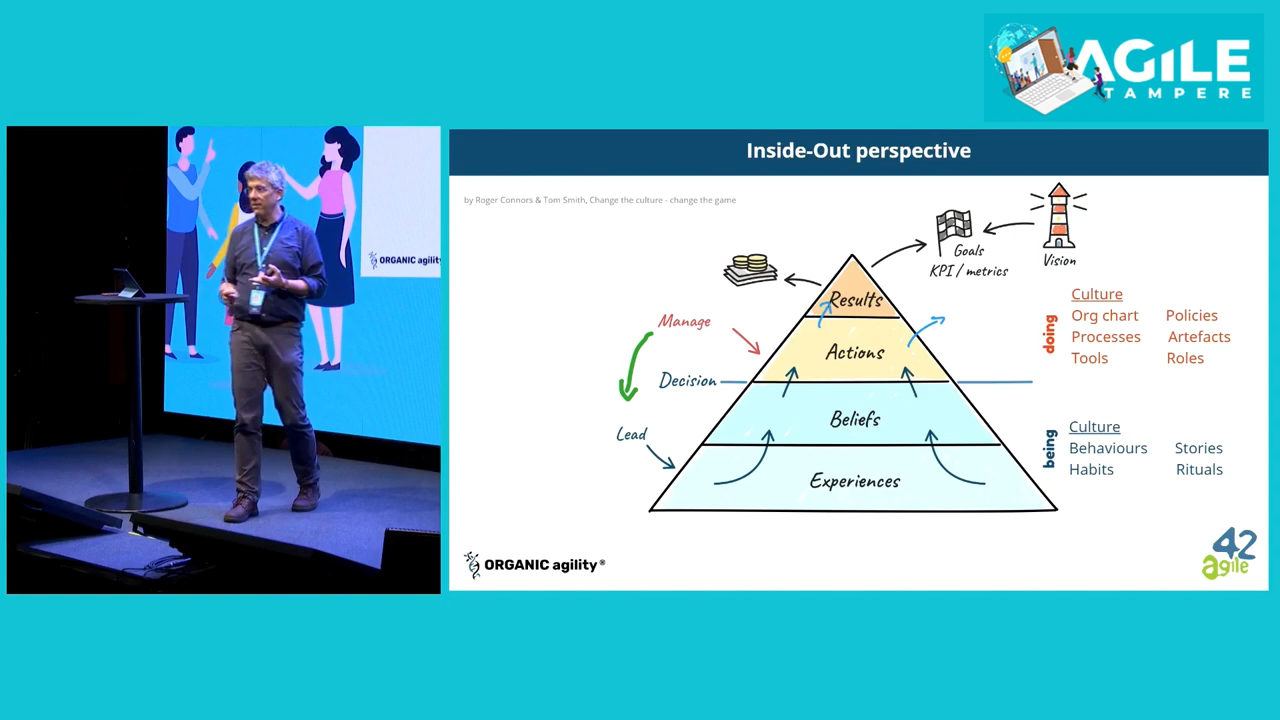 AGILE
TAMPERE
ORGANIC agility
Inside-Out perspective
by Roger Connors & Tom Smith, Change the culture - change the game
Goals
KPI / metrics
Vision
Results
Manage
Actions
Decision
Beliefs
Lead
Experiences
doing
Culture
Org chart Policies
Processes Artefacts
Tools Roles
being
Culture
Behaviours Stories
Habits Rituals
ORGANIC agility®
42
agile